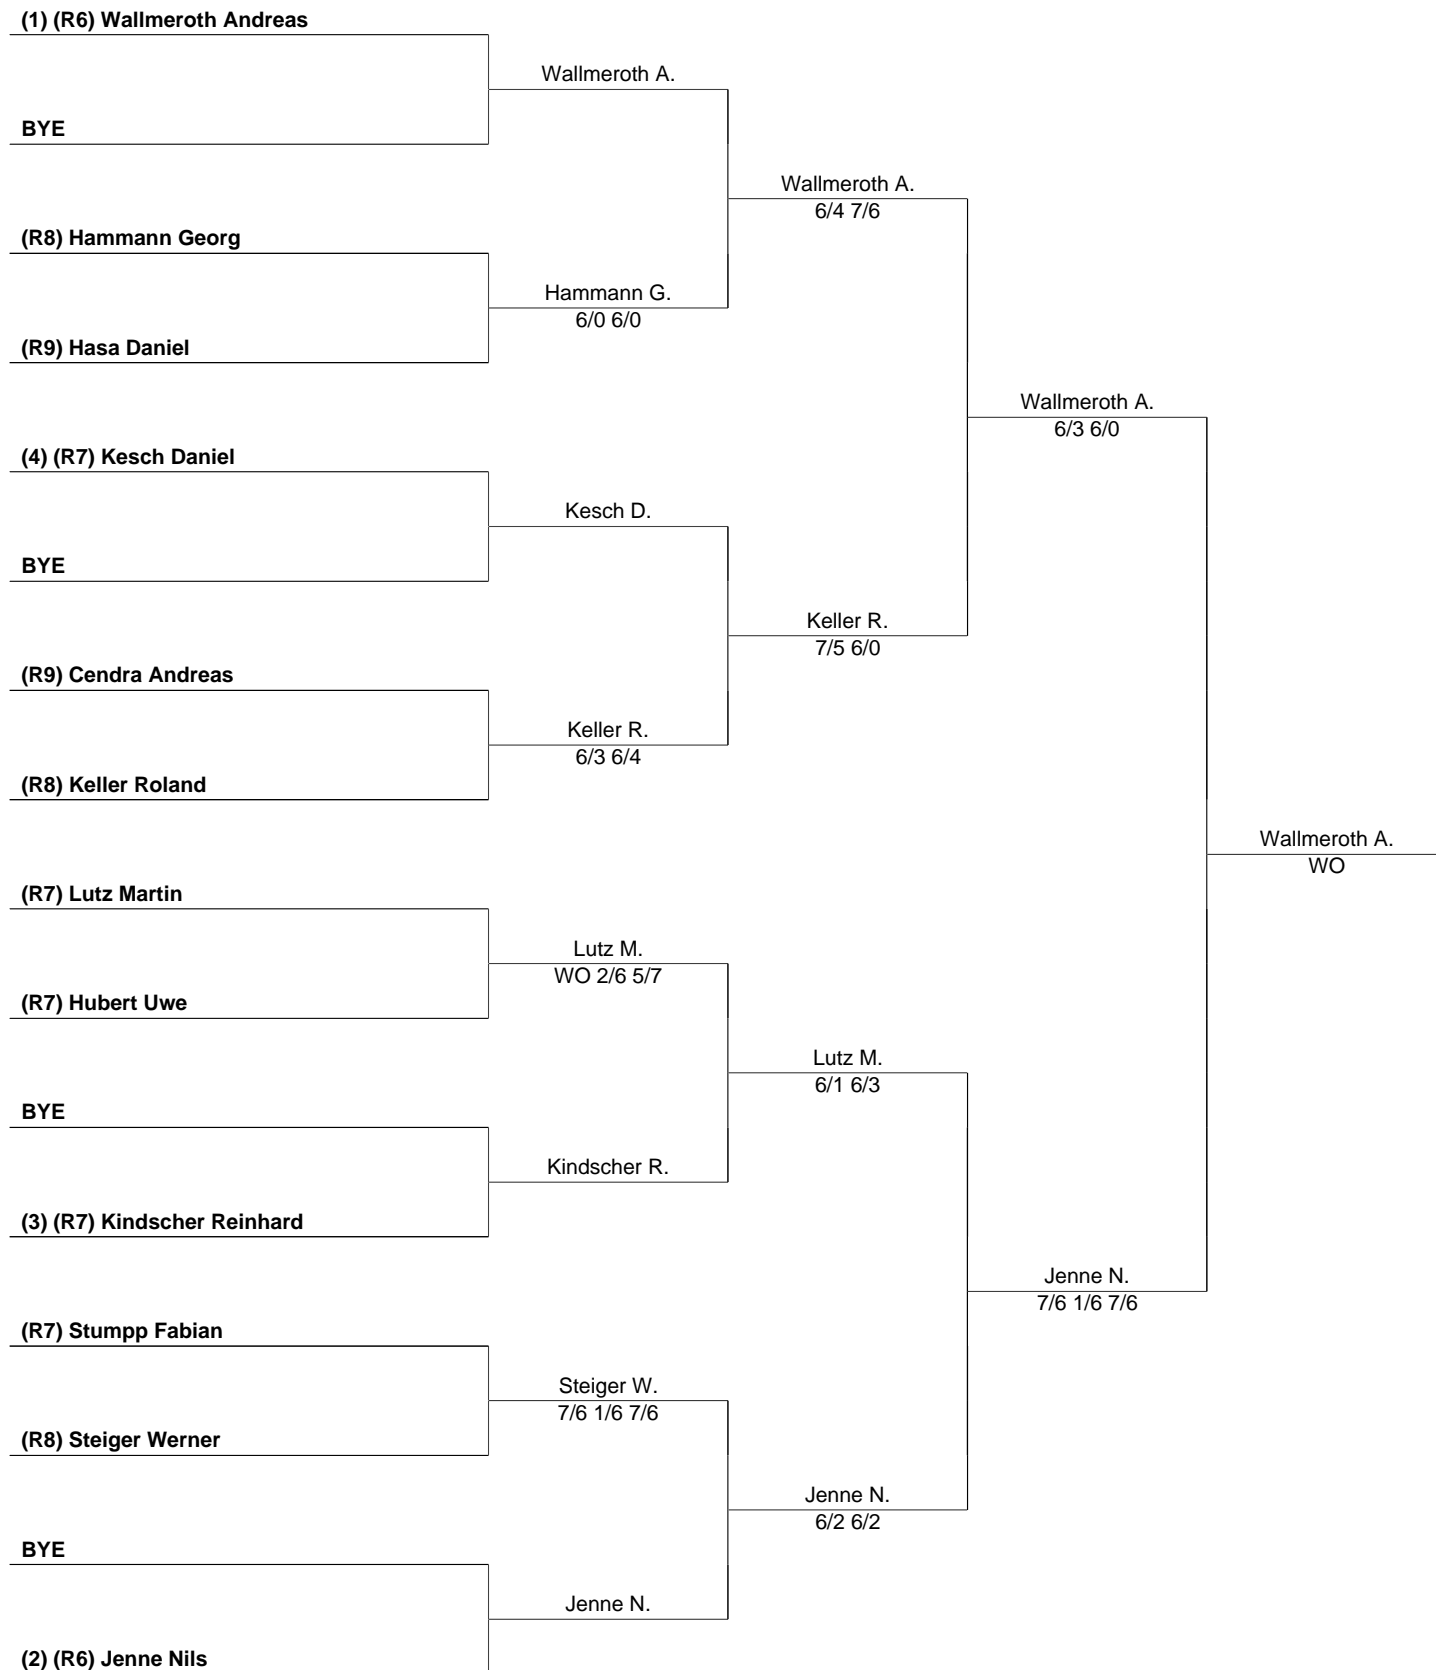 (1) (R6) Wallmeroth Andreas
Wallmeroth A.
BYE
Wallmeroth A.
6/4 7/6
(R8) Hammann Georg
Hammann G.
6/0 6/0
(R9) Hasa Daniel
Wallmeroth A.
6/3 6/0
(4) (R7) Kesch Daniel
Kesch D.
BYE
Keller R.
7/5 6/0
(R9) Cendra Andreas
Keller R.
6/3 6/4
(R8) Keller Roland
Wallmeroth A.
WO
(R7) Lutz Martin
Lutz M.
WO 2/6 5/7
(R7) Hubert Uwe
Lutz M.
6/1 6/3
BYE
Kindscher R.
(3) (R7) Kindscher Reinhard
Jenne N.
7/6 1/6 7/6
(R7) Stumpp Fabian
Steiger W.
7/6 1/6 7/6
(R8) Steiger Werner
Jenne N.
6/2 6/2
BYE
Jenne N.
(2) (R6) Jenne Nils